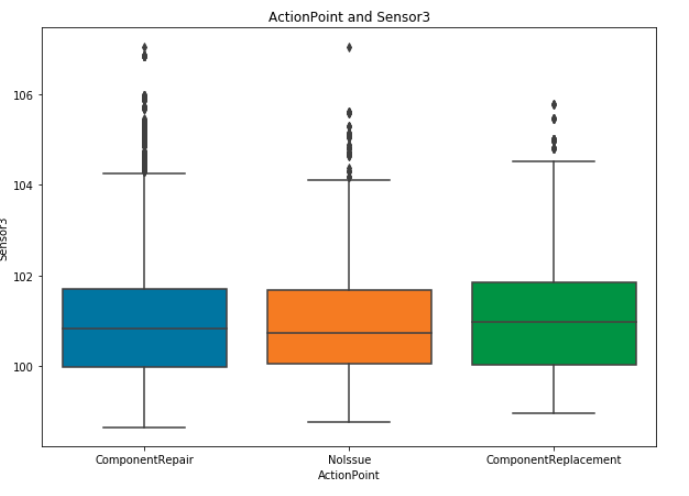 ActionPoint and Sensor3
106
104
102
100
Sensor3
ComponentRepair
NoIssue
ComponentReplacement
ActionPoint